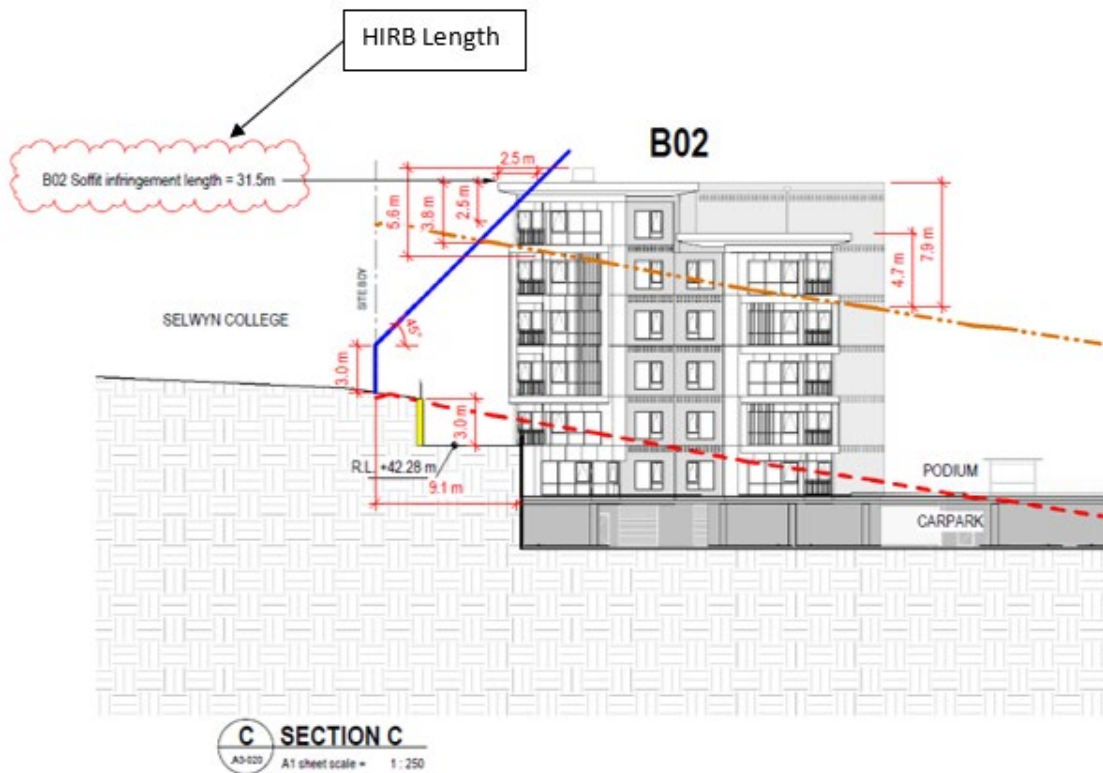 HIRB Length
B02
B02 Soffit infringement length = 31.5m
2.5 m
5.6 m
3.8 m
2.5 m
7.9 m
4.7 m
SITE BDY
SELWYN COLLEGE
45°
3.0 m
3.0 m
R.L. +42.28 m
9.1 m
PODIUM
CARPARK
C
A3-020
SECTION C
A1 sheet scale = 1 : 250